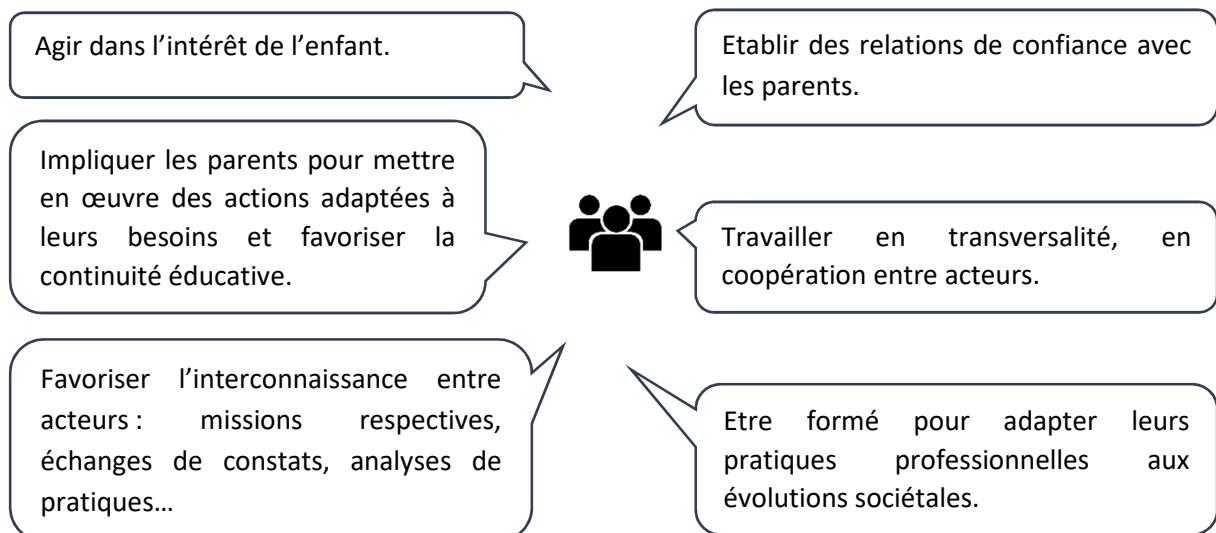 Agir dans l’intérêt de l’enfant.
Etablir des relations de confiance avec
les parents.
Impliquer les parents pour mettre
en œuvre des actions adaptées à
leurs besoins et favoriser la
continuité éducative.
Travailler en transversalité, en
coopération entre acteurs.
Favoriser l’interconnaissance entre
acteurs : missions respectives,
échanges de constats, analyses de
pratiques…
Etre formé pour adapter leurs
pratiques professionnelles aux
évolutions sociétales.